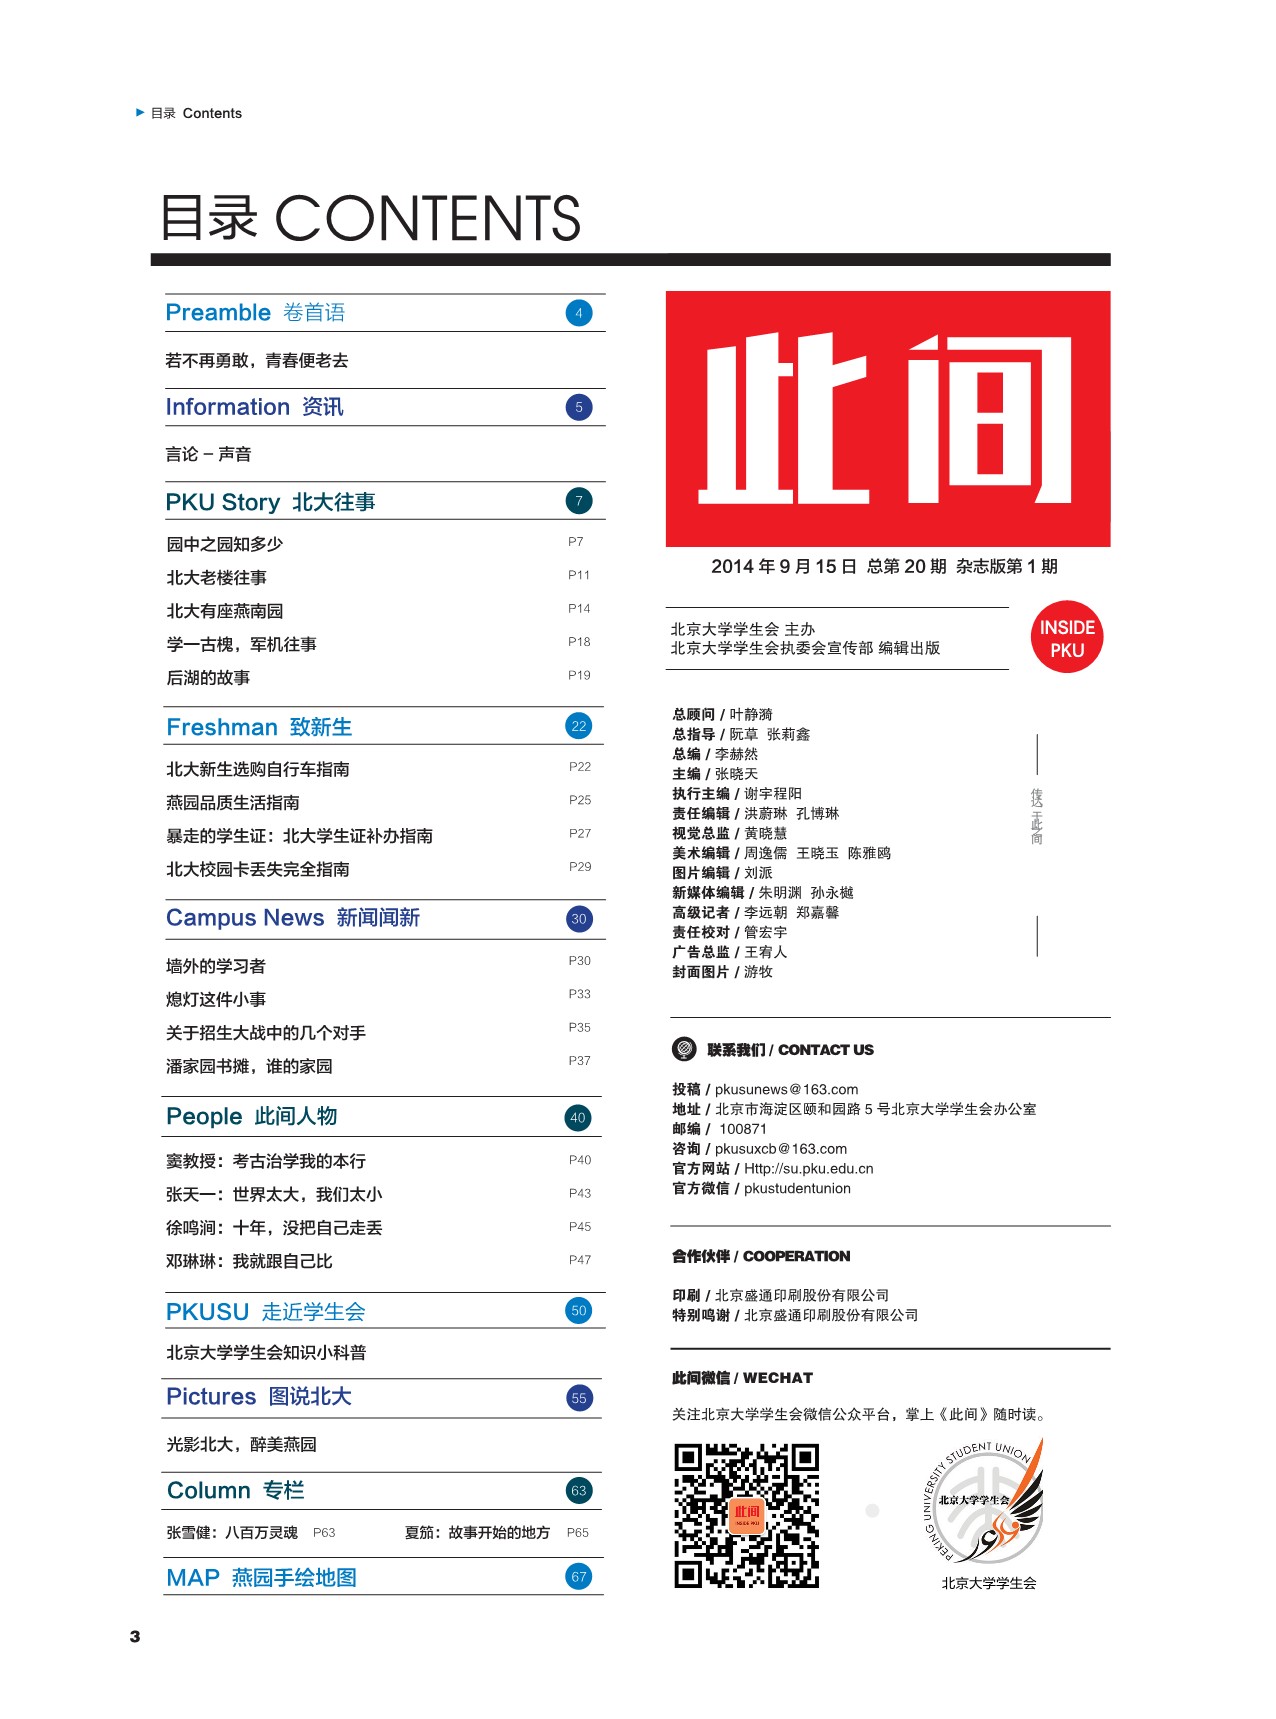 目录 Contents
目录 CONTENTS
Preamble 卷首语 4
若不再勇敢，青春便老去
Information 资讯 5
言论 – 声音
PKU Story 北大往事 7
园中之园知多少 P7
北大老楼往事 P11
北大有座燕南园 P14
学一古槐，军机往事 P18
后湖的故事 P19
Freshman 致新生 22
北大新生选购自行车指南 P22
燕园品质生活指南 P25
暴走的学生证：北大学生证补办指南 P27
北大校园卡丢失完全指南 P29
Campus News 新闻闻新 30
墙外的学习者 P30
熄灯这件小事 P33
关于招生大战中的几个对手 P35
潘家园书摊，谁的家园 P37
People 此间人物 40
窦教授：考古治学我的本行 P40
张天一：世界太大，我们太小 P43
徐鸣涧：十年，没把自己走丢 P45
邓琳琳：我就跟自己比 P47
PKUSU 走近学生会 50
北京大学学生会知识小科普
Pictures 图说北大 55
光影北大，醉美燕园
Column 专栏 63
张雪健：八百万灵魂 P63 夏笳：故事开始的地方 P65
MAP 燕园手绘地图 67
此间
2014 年 9 月 15 日 总第 20 期 杂志版第 1 期
北京大学学生会 主办
北京大学学生会执委会宣传部 编辑出版
INSIDE
PKU
总顾问 / 叶静漪
总指导 / 阮草 张莉鑫
总编 / 李赫然
主编 / 张晓天
执行主编 / 谢宇程阳
责任编辑 / 洪蔚琳 孔博琳
视觉总监 / 黄晓慧
美术编辑 / 周逸儒 王晓玉 陈雅鸥
图片编辑 / 刘派
新媒体编辑 / 朱明渊 孙永樾
高级记者 / 李远朝 郑嘉馨
责任校对 / 管宏宇
广告总监 / 王宥人
封面图片 / 游牧
传达 于此之间
联系我们 / CONTACT US
投稿 / pkusunews@163.com
地址 / 北京市海淀区颐和园路 5 号北京大学学生会办公室
邮编 / 100871
咨询 / pkusuxcb@163.com
官方网站 / Http://su.pku.edu.cn
官方微信 / pkustudentunion
合作伙伴 / COOPERATION
印刷 / 北京盛通印刷股份有限公司
特别鸣谢 / 北京盛通印刷股份有限公司
此间微信 / WECHAT
关注北京大学学生会微信公众平台，掌上《此间》随时读。
此间
INSIDE PKU
PEKING UNIVERSITY STUDENT UNION
北京大学学生会
北京大学学生会
3